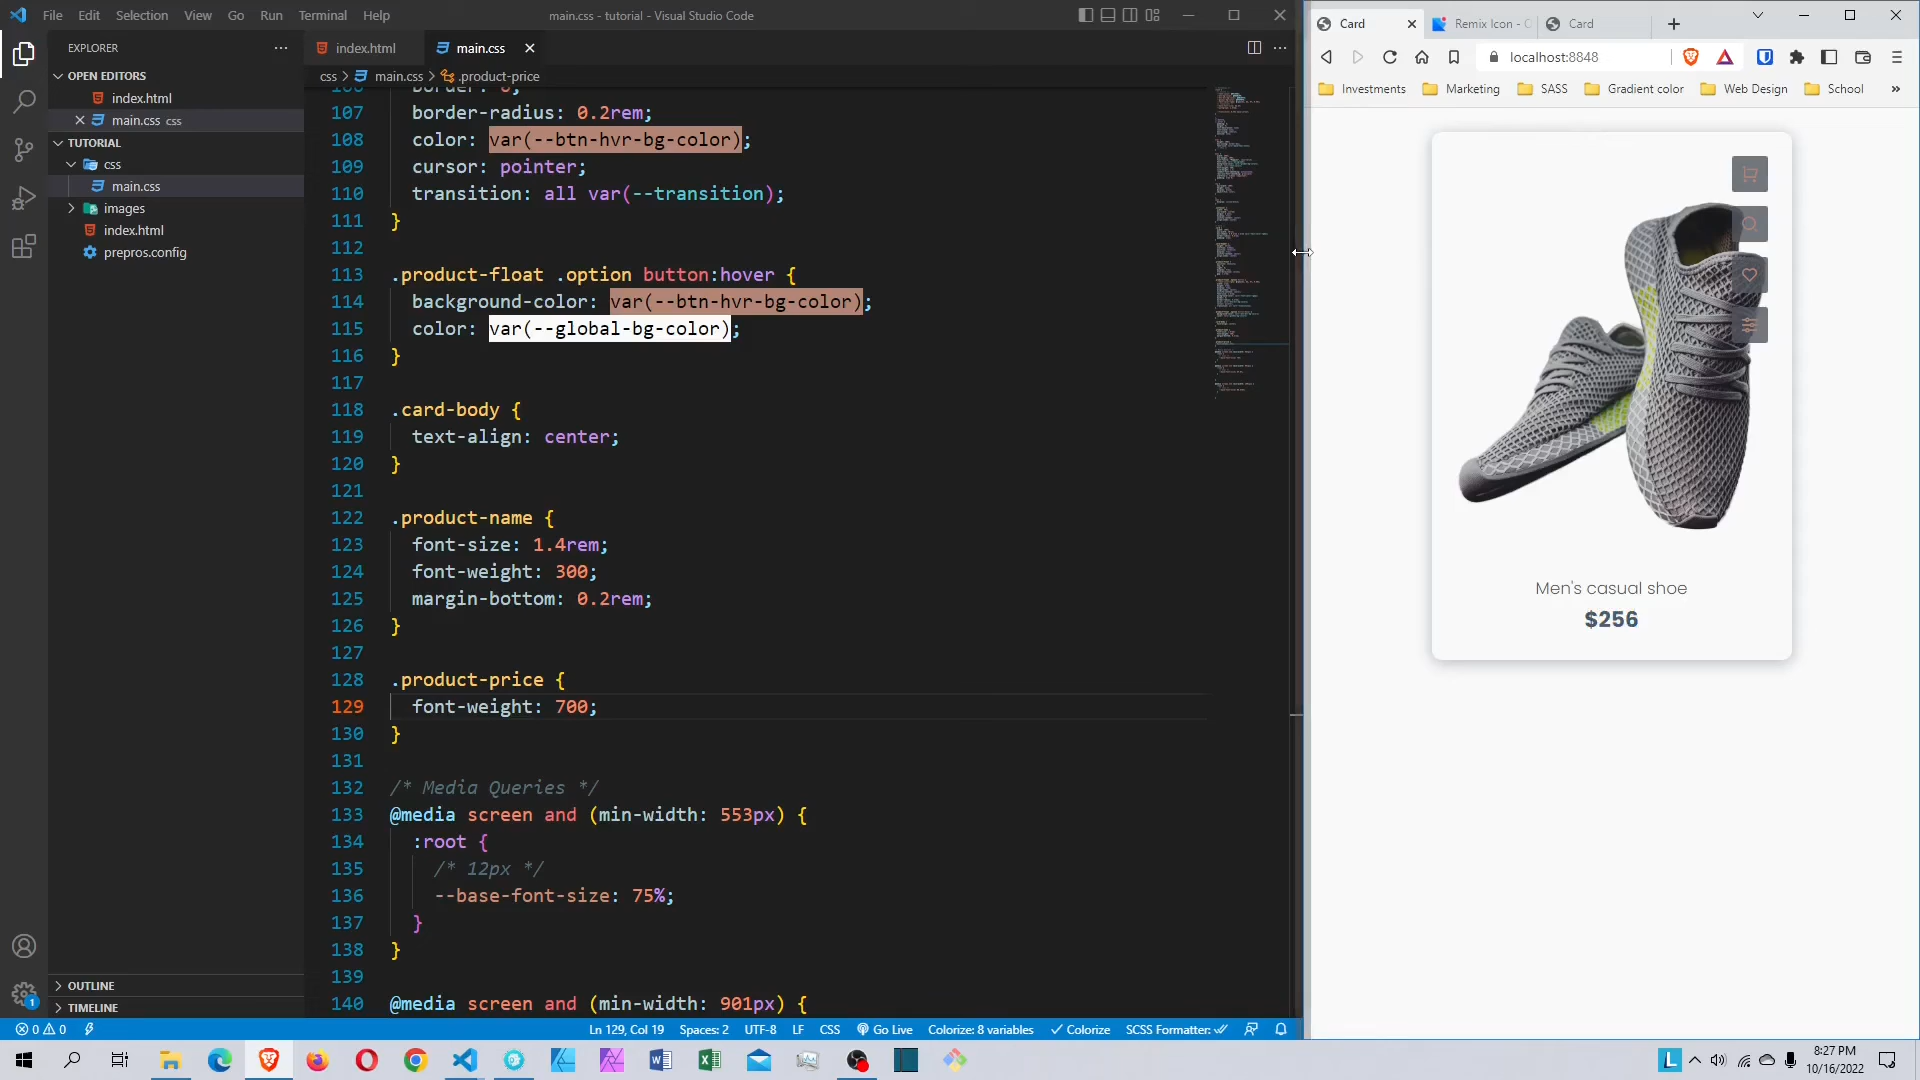 File Edit Selection View Go Run Terminal Help
main.css - tutorial - Visual Studio Code
EXPLORER
OPEN EDITORS
index.html
main.css css
TUTORIAL
css
main.css
images
index.html
prepros.config
OUTLINE
TIMELINE
index.html
main.css
css > main.css > .product-price
107 border-radius: 0.2rem;
108 color: var(--btn-hvr-bg-color);
109 cursor: pointer;
110 transition: all var(--transition);
111 }
112
113 .product-float .option button:hover {
114 background-color: var(--btn-hvr-bg-color);
115 color: var(--global-bg-color);
116 }
117
118 .card-body {
119 text-align: center;
120 }
121
122 .product-name {
123 font-size: 1.4rem;
124 font-weight: 300;
125 margin-bottom: 0.2rem;
126 }
127
128 .product-price {
129 font-weight: 700;
130 }
131
132 /* Media Queries */
133 @media screen and (min-width: 553px) {
134 :root {
135 /* 12px */
136 --base-font-size: 75%;
137 }
138 }
139
140 @media screen and (min-width: 901px) {
0 0
Ln 129, Col 19 Spaces: 2 UTF-8 LF CSS Go Live Colorize: 8 variables Colorize SCSS Formatter:
Card
Remix Icon -
Card
localhost:8848
Investments Marketing SASS Gradient color Web Design School »
Men's casual shoe
$256
8:27 PM
10/16/2022